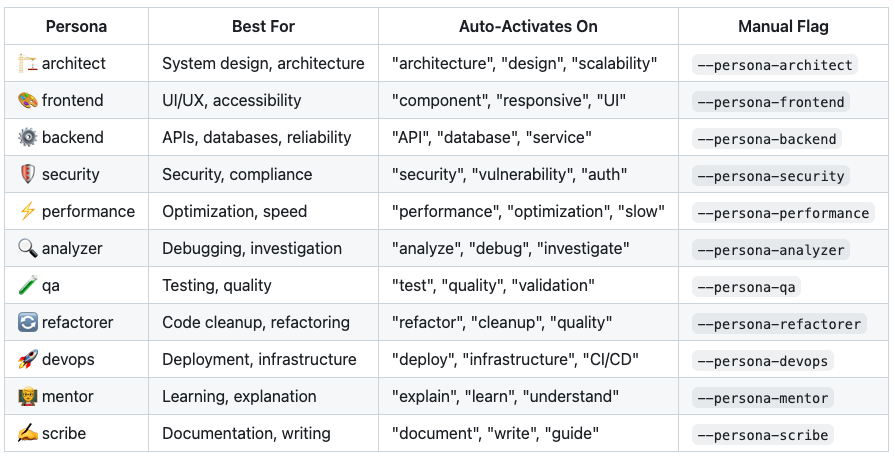 Persona Best For Auto-Activates On Manual Flag
architect System design, architecture "architecture", "design", "scalability" --persona-architect
frontend UI/UX, accessibility "component", "responsive", "UI" --persona-frontend
backend APIs, databases, reliability "API", "database", "service" --persona-backend
security Security, compliance "security", "vulnerability", "auth" --persona-security
performance Optimization, speed "performance", "optimization", "slow" --persona-performance
analyzer Debugging, investigation "analyze", "debug", "investigate" --persona-analyzer
qa Testing, quality "test", "quality", "validation" --persona-qa
refactorer Code cleanup, refactoring "refactor", "cleanup", "quality" --persona-refactorer
devops Deployment, infrastructure "deploy", "infrastructure", "CI/CD" --persona-devops
mentor Learning, explanation "explain", "learn", "understand" --persona-mentor
scribe Documentation, writing "document", "write", "guide" --persona-scribe